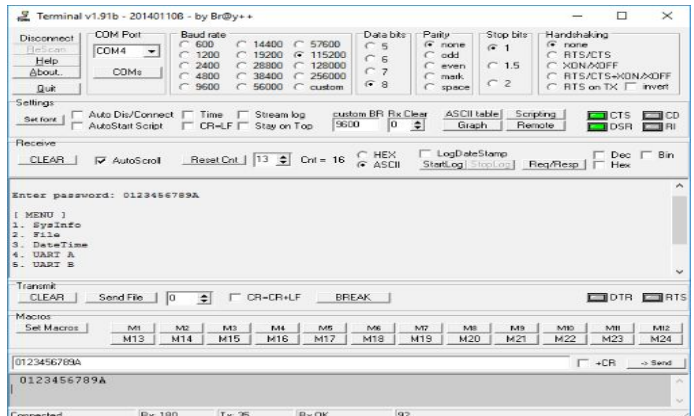 Terminal v1.91b - 20140110ß - by Br@y++
Disconnect
ReScan
Help
About..
Quit
COM Port
COM4
COMs
Baud rate
600 14400 57600
1200 19200 115200
2400 28800 128000
4800 38400 256000
9600 56000 custom
Data bits
5
6
7
8
Parity
none
odd
even
mark
space
Stop bits
1
1.5
2
Handshaking
none
RTS/CTS
XON/XOFF
RTS/CTS+XON/XOFF
RTS on TX invert
Settings
Set font
Auto Dis/Connect Time Stream log custom BR Rx Clear ASCII table Scripting CTS CD
AutoStart Script CR=LF Stay on Top 9600 0 Graph Remote DSR RI
Receive
CLEAR AutoScroll Reset Cnt 13 Cnt = 16 HEX LogDateStamp Dec Bin
ASCII StartLog StopLog Req/Resp Hex
Enter password: 0123456789A
[ MENU ]
1. SysInfo
2. File
3. DateTime
4. UART A
5. UART B
Transmit
CLEAR Send File 0 CR=CR+LF BREAK DTR RTS
Macros
Set Macros M1 M2 M3 M4 M5 M6 M7 M8 M9 M10 M11 M12
M13 M14 M15 M16 M17 M18 M19 M20 M21 M22 M23 M24
0123456789A +CR -> Send
0123456789A
Connected Rx: 180 Tx: 35 Rx OK 92